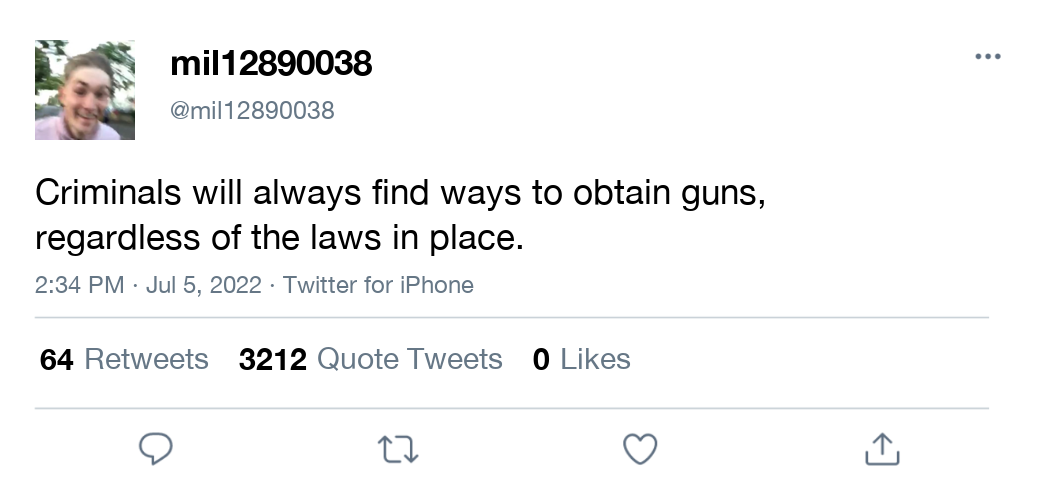 mil12890038
@mil12890038
Criminals will always find ways to obtain guns,
regardless of the laws in place.
2:34 PM · Jul 5, 2022 · Twitter for iPhone
64 Retweets 3212 Quote Tweets 0 Likes